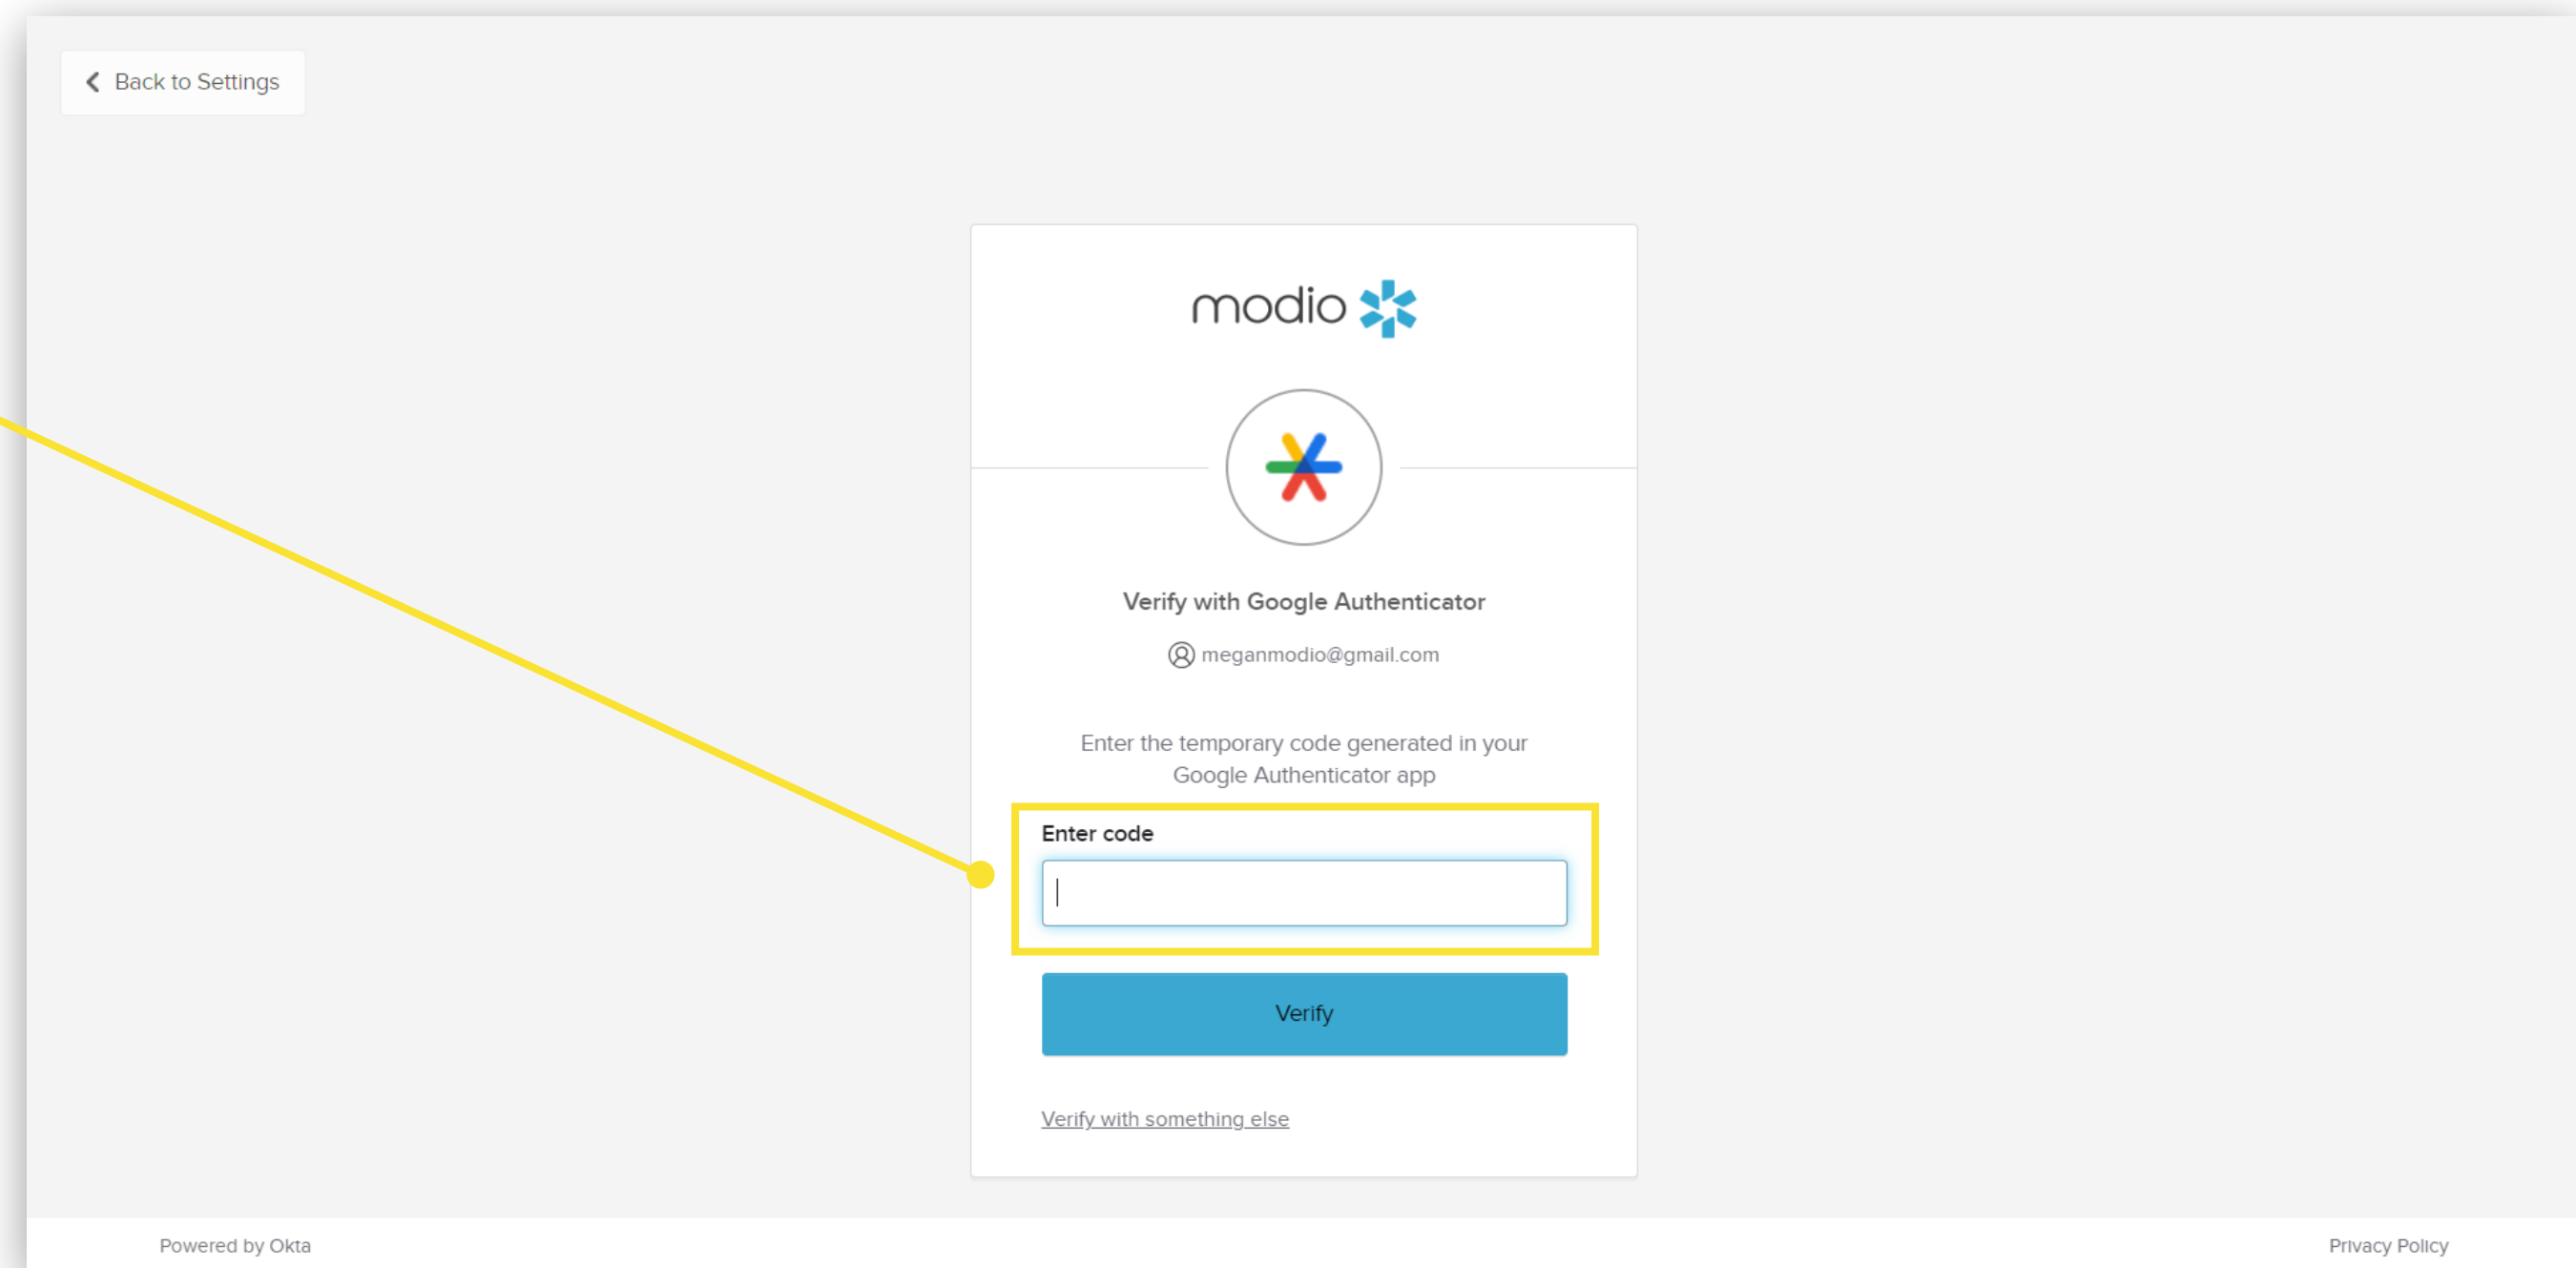 Back to Settings
modio
Verify with Google Authenticator
meganmodio@gmail.com
Enter the temporary code generated in your
Google Authenticator app
Enter code
Verify
Verify with something else
Powered by Okta
Privacy Policy